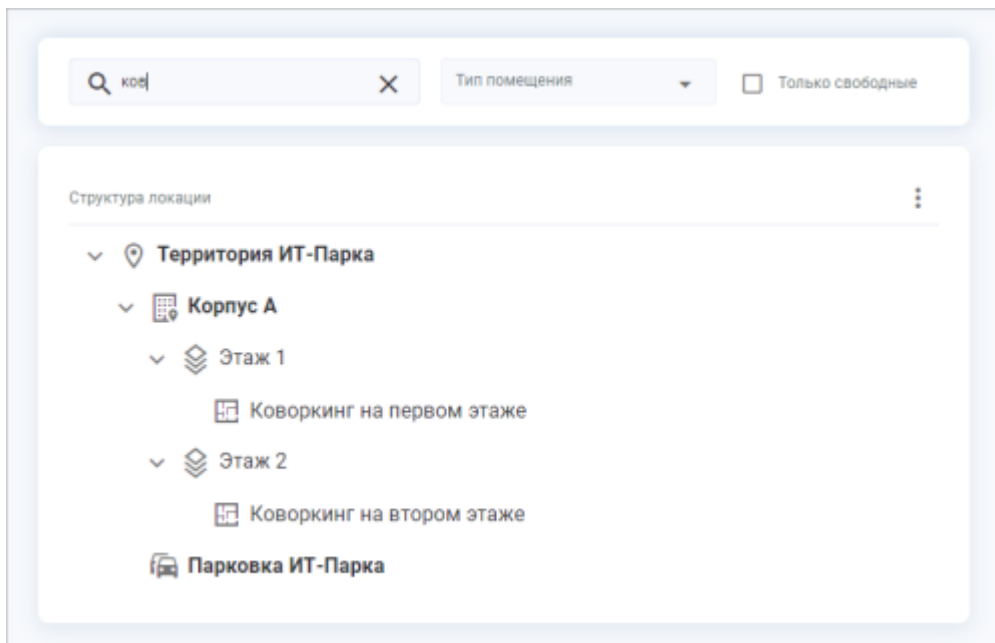 ков Тип помещения Только свободные
Структура локации
Территория ИТ-Парка
Корпус А
Этаж 1
Коворкинг на первом этаже
Этаж 2
Коворкинг на втором этаже
Парковка ИТ-Парка